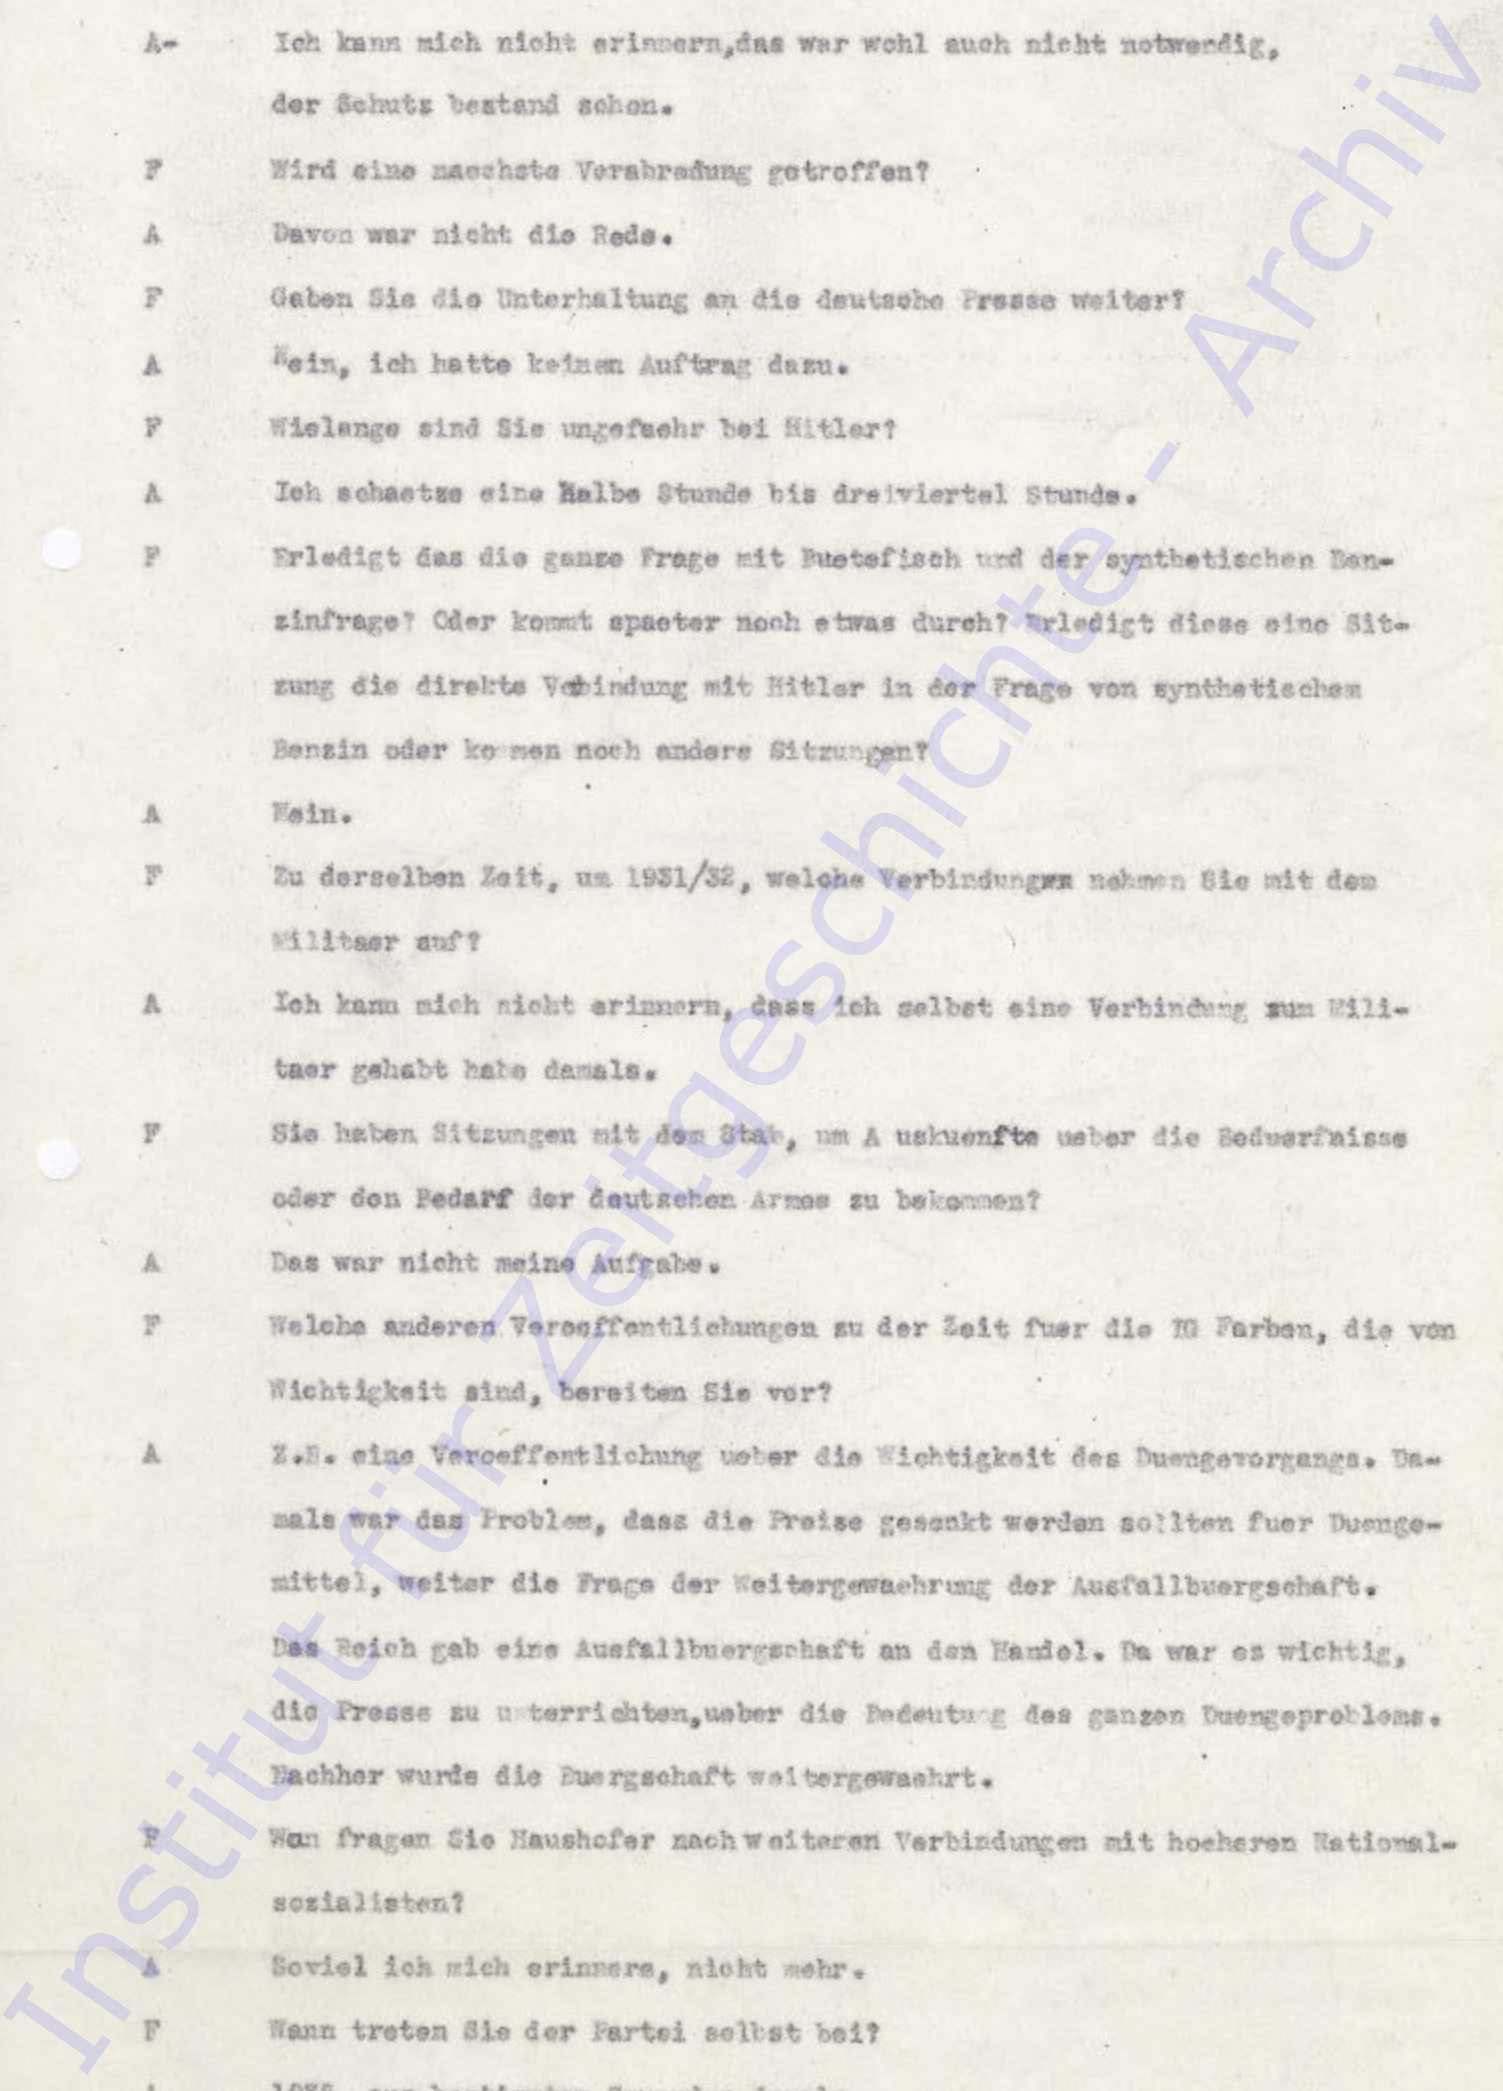 A- Ich kann mich nicht erinnern,das war wohl auch nicht notwendig,
der Schutz bestand schon.
F Wird eine naechste Verabredung getroffen?
A Davon war nicht die Rede.
F Gaben Sie die Unterhaltung an die deutsche Presse weiter?
A Nein, ich hatte keinen Auftrag dazu.
F Wielange sind Sie ungefaehr bei Hitler?
A Ich schaetze eine Halbe Stunde bis dreiviertel Stunde.
F Erledigt das die ganze Frage mit Buetefisch und der synthetischen Ben-
zinfrage? Oder kommt spaeter noch etwas durch? Erledigt diese eine Sit-
zung die direkte Vebindung mit Hitler in der Frage von synthetischem
Benzin oder kommen noch andere Sitzungen?
A Nein.
F Zu derselben Zeit, um 1931/32, welche Verbindungen nehmen Sie mit dem
Militaer auf?
A Ich kann mich nicht erinnern, dass ich selbst eine Verbindung zum Mili-
taer gehabt habe damals.
F Sie haben Sitzungen mit dem Stab, um A uskuenfte ueber die Beduerfnisse
oder den Bedarf der deutschen Armee zu bekommen?
A Das war nicht meine Aufgabe.
F Welche anderen Veroeffentlichungen zu der Zeit fuer die IG Farben, die von
Wichtigkeit sind, bereiten Sie vor?
A Z.B. eine Veroeffentlichung ueber die Wichtigkeit des Duengevorgangs. Da-
mals war das Problem, dass die Preise gesenkt werden sollten fuer Duenge-
mittel, weiter die Frage der Weitergewaehrung der Ausfallbuergschaft.
Das Reich gab eine Ausfallbuergschaft an den Handel. Da war es wichtig,
die Presse zu unterrichten,ueber die Bedeutung des ganzen Duengeproblems.
Nachher wurde die Buergschaft weitergewaehrt.
F Wan fragen Sie Haushofer nach weiteren Verbindungen mit hoeheren National-
sozialisten?
A Soviel ich mich erinnere, nicht mehr.
F Wann treten Sie der Partei selbst bei?
Institut für Zeitgeschichte - Archiv